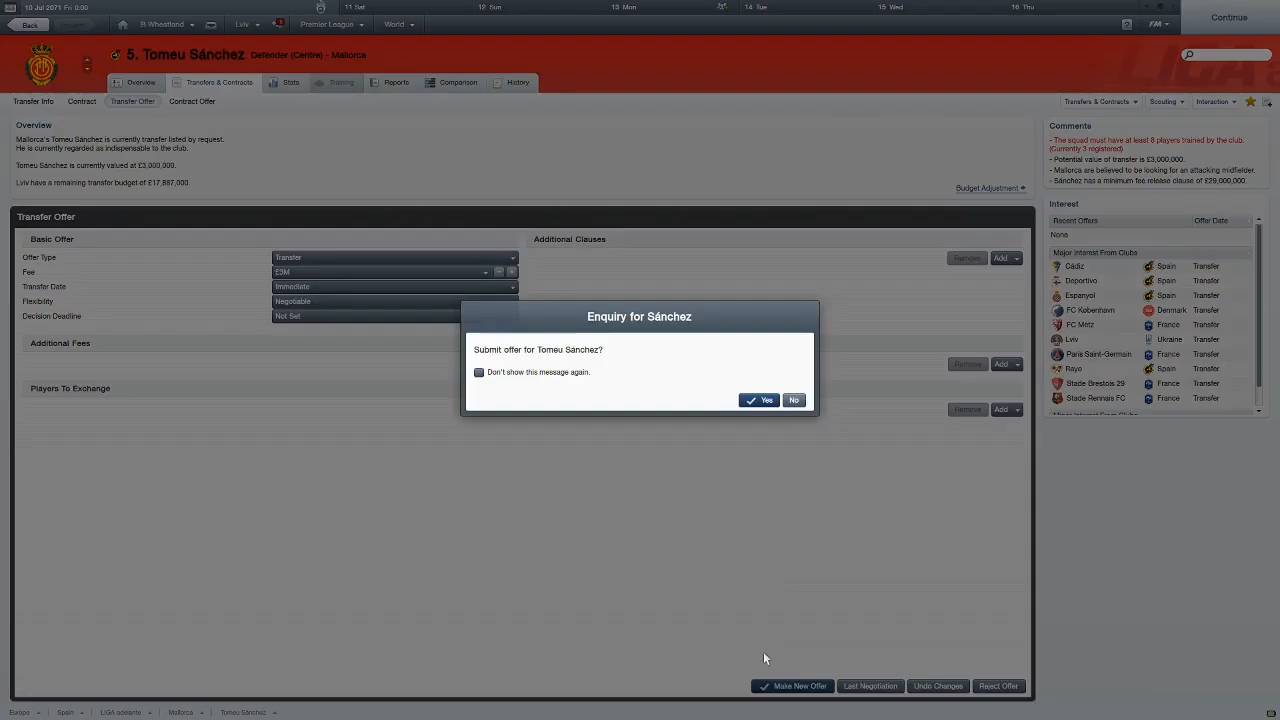 10 Jul 2071 Fri 0:00
11 Sat
12 Sun
13 Mon
14 Tue
15 Wed
16 Thu
Continue
Back
B Wheatland
Lviv
Premier League
World
FM
5. Tomeu Sánchez Defender (Centre) - Mallorca
Overview
Transfers & Contracts
Stats
Training
Reports
Comparison
History
Transfer Info
Contract
Transfer Offer
Contract Offer
Transfers & Contracts
Scouting
Interaction
Overview
Mallorca's Tomeu Sánchez is currently transfer listed by request.
He is currently regarded as indispensable to the club.
Tomeu Sánchez is currently valued at £3,000,000.
Lviv have a remaining transfer budget of £17,887,000.
Budget Adjustment
Comments
- The squad must have at least 8 players trained by the club.
(Currently 3 registered)
- Potential value of transfer is £3,000,000.
- Mallorca are believed to be looking for an attacking midfielder.
- Sánchez has a minimum fee release clause of £29,000,000.
Transfer Offer
Basic Offer
Offer Type Transfer
Fee £3M
Transfer Date Immediate
Flexibility Negotiable
Decision Deadline Not Set
Additional Fees
Players To Exchange
Additional Clauses
Remove Add
Remove Add
Remove Add
Enquiry for Sánchez
Submit offer for Tomeu Sánchez?
Don't show this message again.
Yes No
Interest
Recent Offers Offer Date
None
Major Interest From Clubs
Cádiz Spain Transfer
Deportivo Spain Transfer
Espanyol Spain Transfer
FC København Denmark Transfer
FC Metz France Transfer
Lviv Ukraine Transfer
Paris Saint-Germain France Transfer
Rayo Spain Transfer
Stade Brestois 29 France Transfer
Stade Rennais FC France Transfer
Make New Offer
Last Negotiation
Undo Changes
Reject Offer
Europe
Spain
LIGA adelante
Mallorca
Tomeu Sánchez